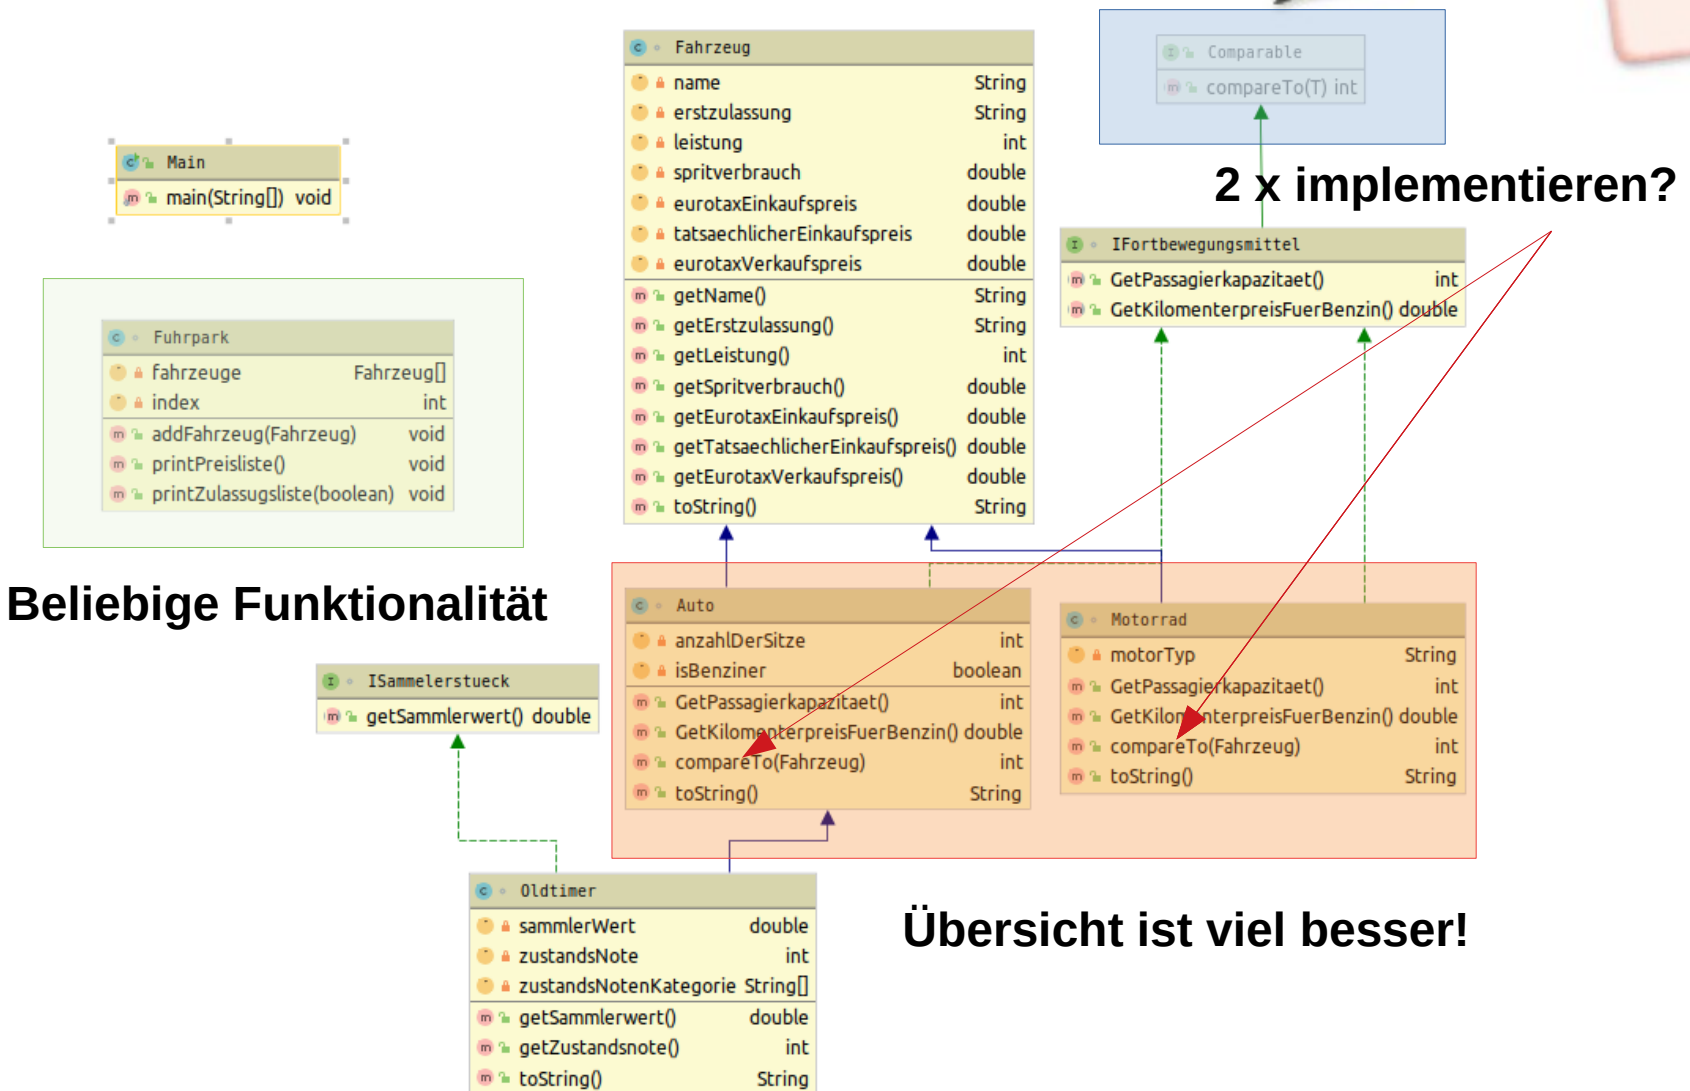 Main
main(String[]) void
Fuhrpark
fahrzeuge Fahrzeug[]
index int
addFahrzeug(Fahrzeug) void
printPreisliste() void
printZulassugsliste(boolean) void
Beliebige Funktionalität
Fahrzeug
name String
erstzulassung String
leistung int
spritverbrauch double
eurotaxEinkaufspreis double
tatsaechlicherEinkaufspreis double
eurotaxVerkaufspreis double
getName() String
getErstzulassung() String
getLeistung() int
getSpritverbrauch() double
getEurotaxEinkaufspreis() double
getTatsaechlicherEinkaufspreis() double
getEurotaxVerkaufspreis() double
toString() String
Comparable
compareTo(T) int
2 x implementieren?
IFortbewegungsmittel
GetPassagierkapazitaet() int
GetKilomenterpreisFuerBenzin() double
Auto
anzahlDerSitze int
isBenziner boolean
GetPassagierkapazitaet() int
GetKilomenterpreisFuerBenzin() double
compareTo(Fahrzeug) int
toString() String
Motorrad
motorTyp String
GetPassagierkapazitaet() int
GetKilomenterpreisFuerBenzin() double
compareTo(Fahrzeug) int
toString() String
ISammelerstueck
getSammlerwert() double
Oldtimer
sammlerWert double
zustandsNote int
zustandsNotenKategorie String[]
getSammlerwert() double
getZustandsnote() int
toString() String
Übersicht ist viel besser!